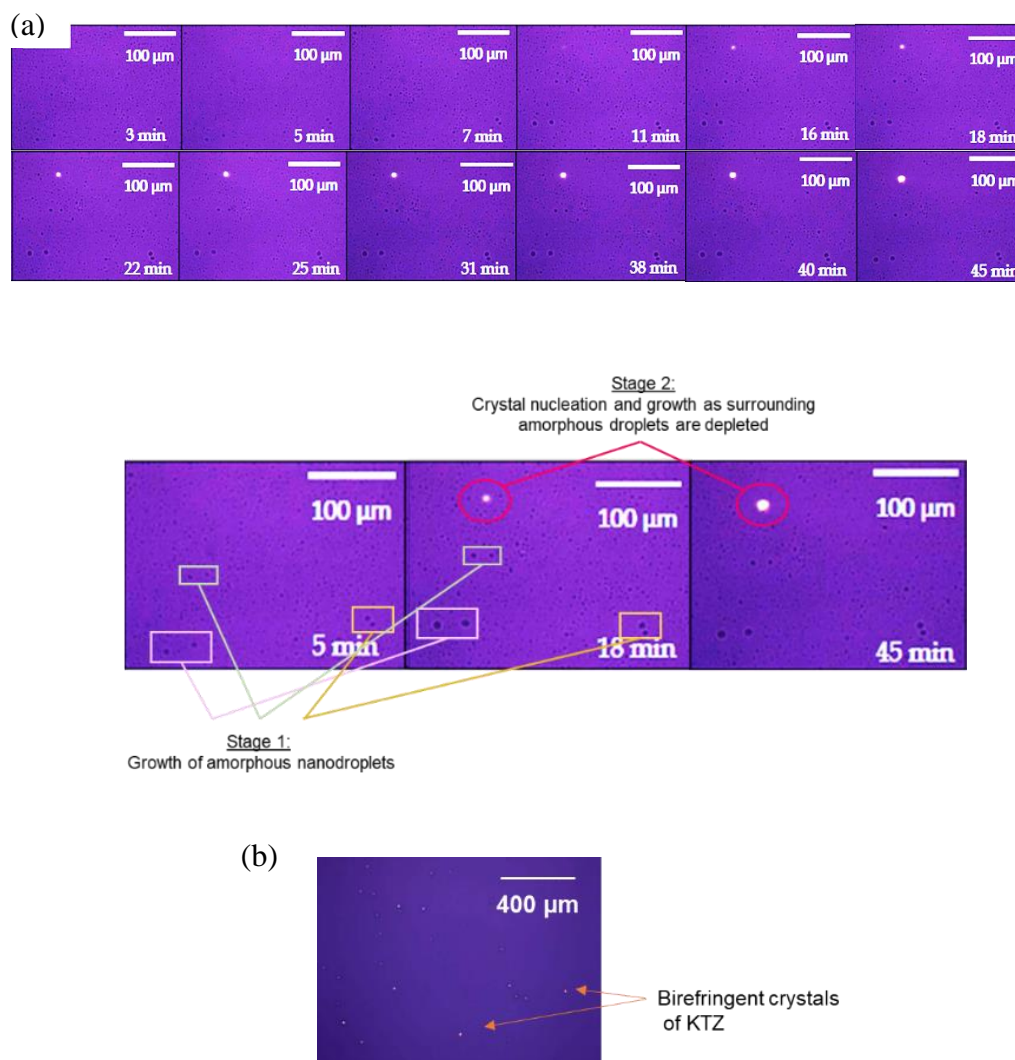 (a)
100 µm 100 µm 100 µm 100 µm 100 µm 100 µm
3 min 5 min 7 min 11 min 16 min 18 min
100 µm 100 µm 100 µm 100 µm 100 µm 100 µm
22 min 25 min 31 min 38 min 40 min 45 min
Stage 2:
Crystal nucleation and growth as surrounding
amorphous droplets are depleted
100 µm 100 µm 100 µm
5 min 18 min 45 min
Stage 1:
Growth of amorphous nanodroplets
(b)
400 µm
Birefringent crystals
of KTZ